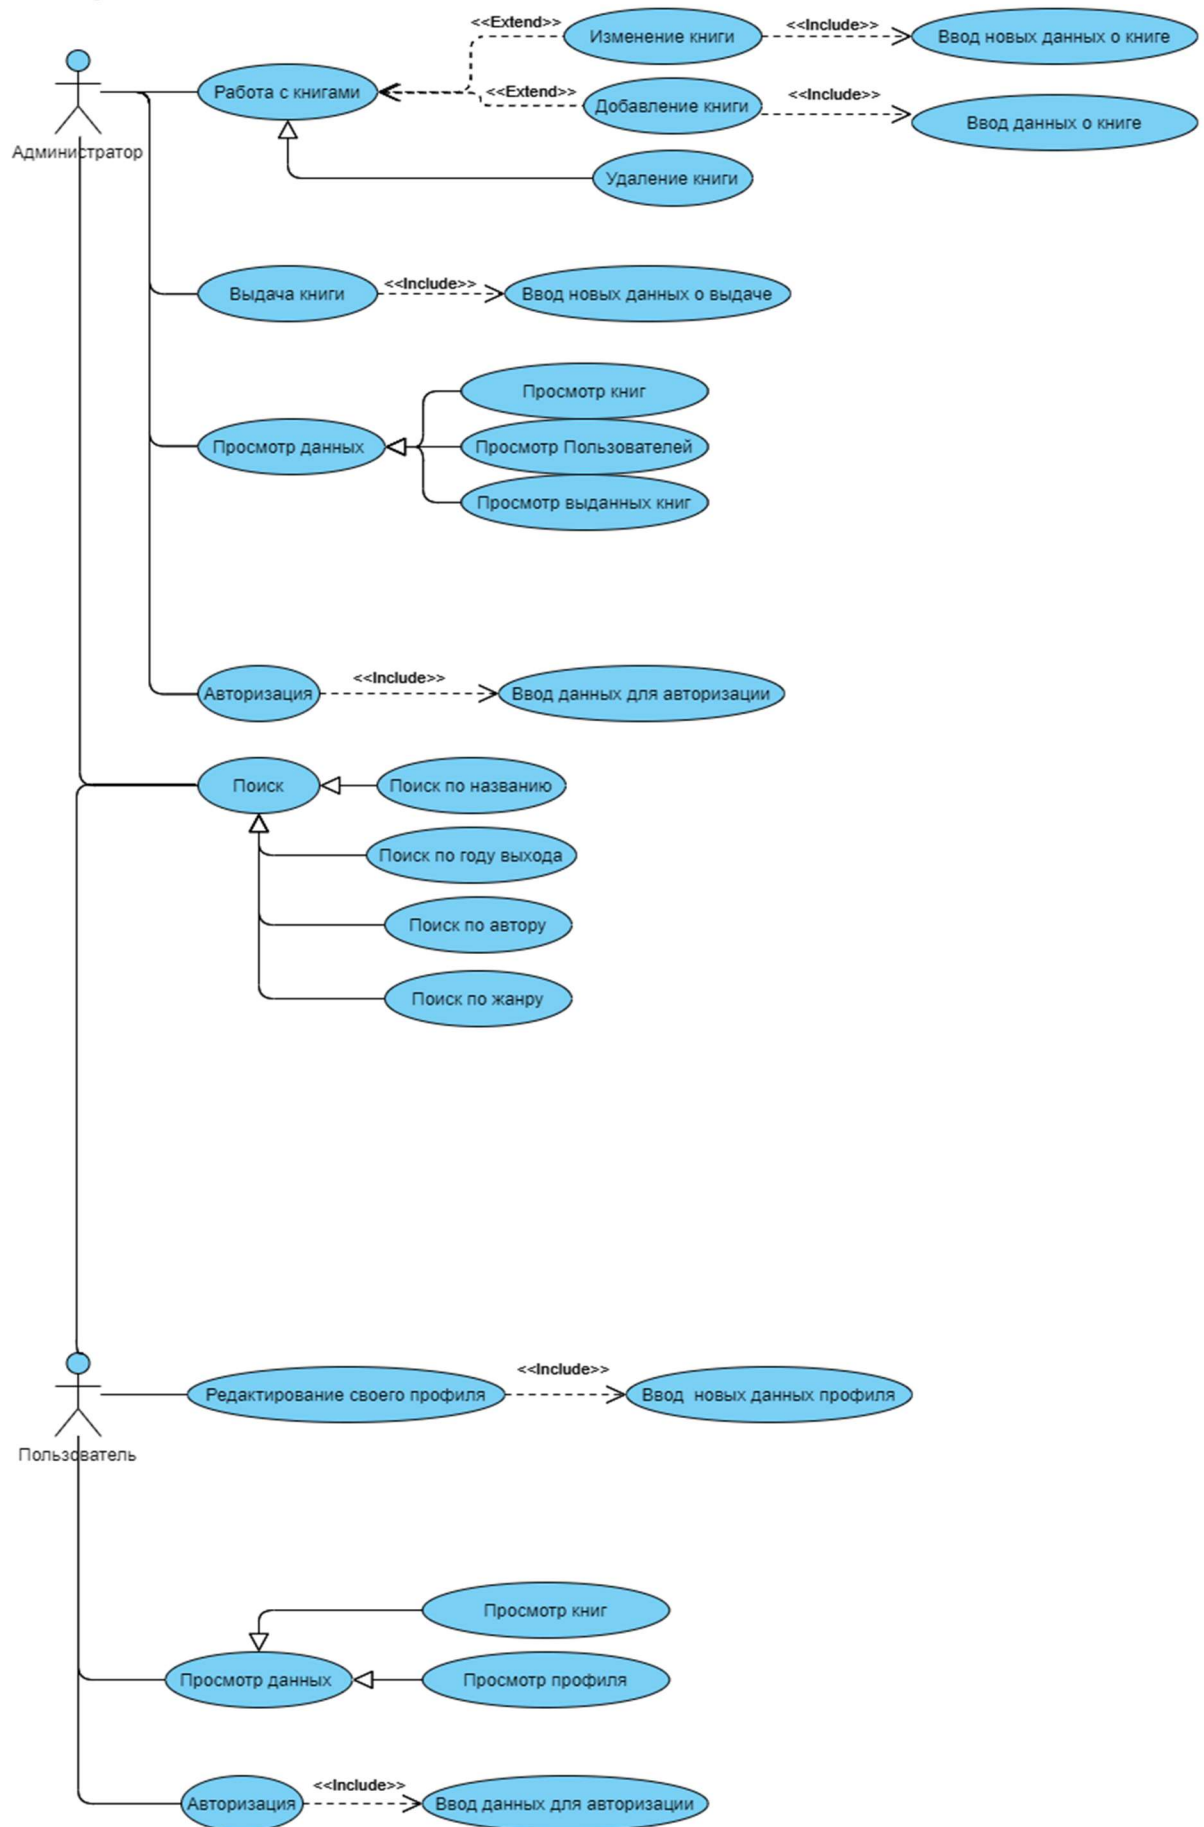 <<Extend>>
Изменение книги
<<Include>>
Ввод новых данных о книге
Администратор
Работа с книгами
<<Extend>>
Добавление книги
<<Include>>
Ввод данных о книге
Удаление книги
Выдача книги
<<Include>>
Ввод новых данных о выдаче
Просмотр книг
Просмотр данных
Просмотр Пользователей
Просмотр выданных книг
Авторизация
<<Include>>
Ввод данных для авторизации
Поиск
Поиск по названию
Поиск по году выхода
Поиск по автору
Поиск по жанру
Пользователь
Редактирование своего профиля
<<Include>>
Ввод новых данных профиля
Просмотр книг
Просмотр данных
Просмотр профиля
Авторизация
<<Include>>
Ввод данных для авторизации